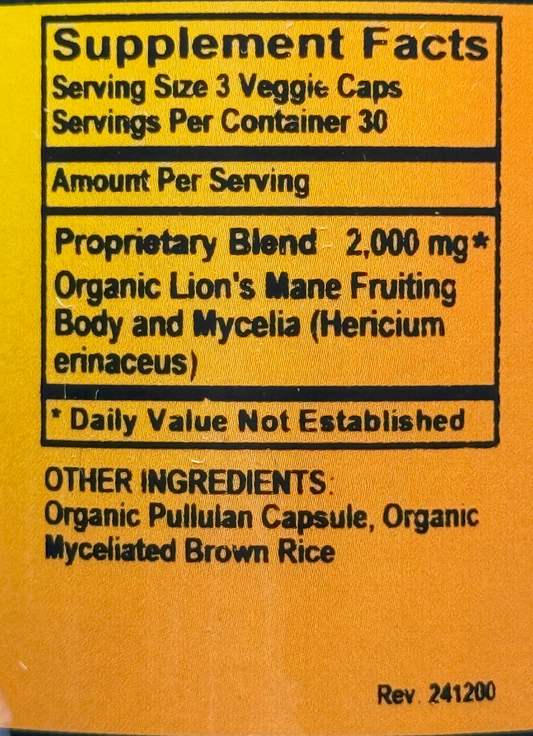 Supplement Facts
Serving Size 3 Veggie Caps
Servings Per Container 30
Amount Per Serving
Proprietary Blend 2,000 mg*
Organic Lion's Mane Fruiting
Body and Mycelia (Hericium
erinaceus)
* Daily Value Not Established
OTHER INGREDIENTS:
Organic Pullulan Capsule, Organic
Myceliated Brown Rice
Rev. 241200